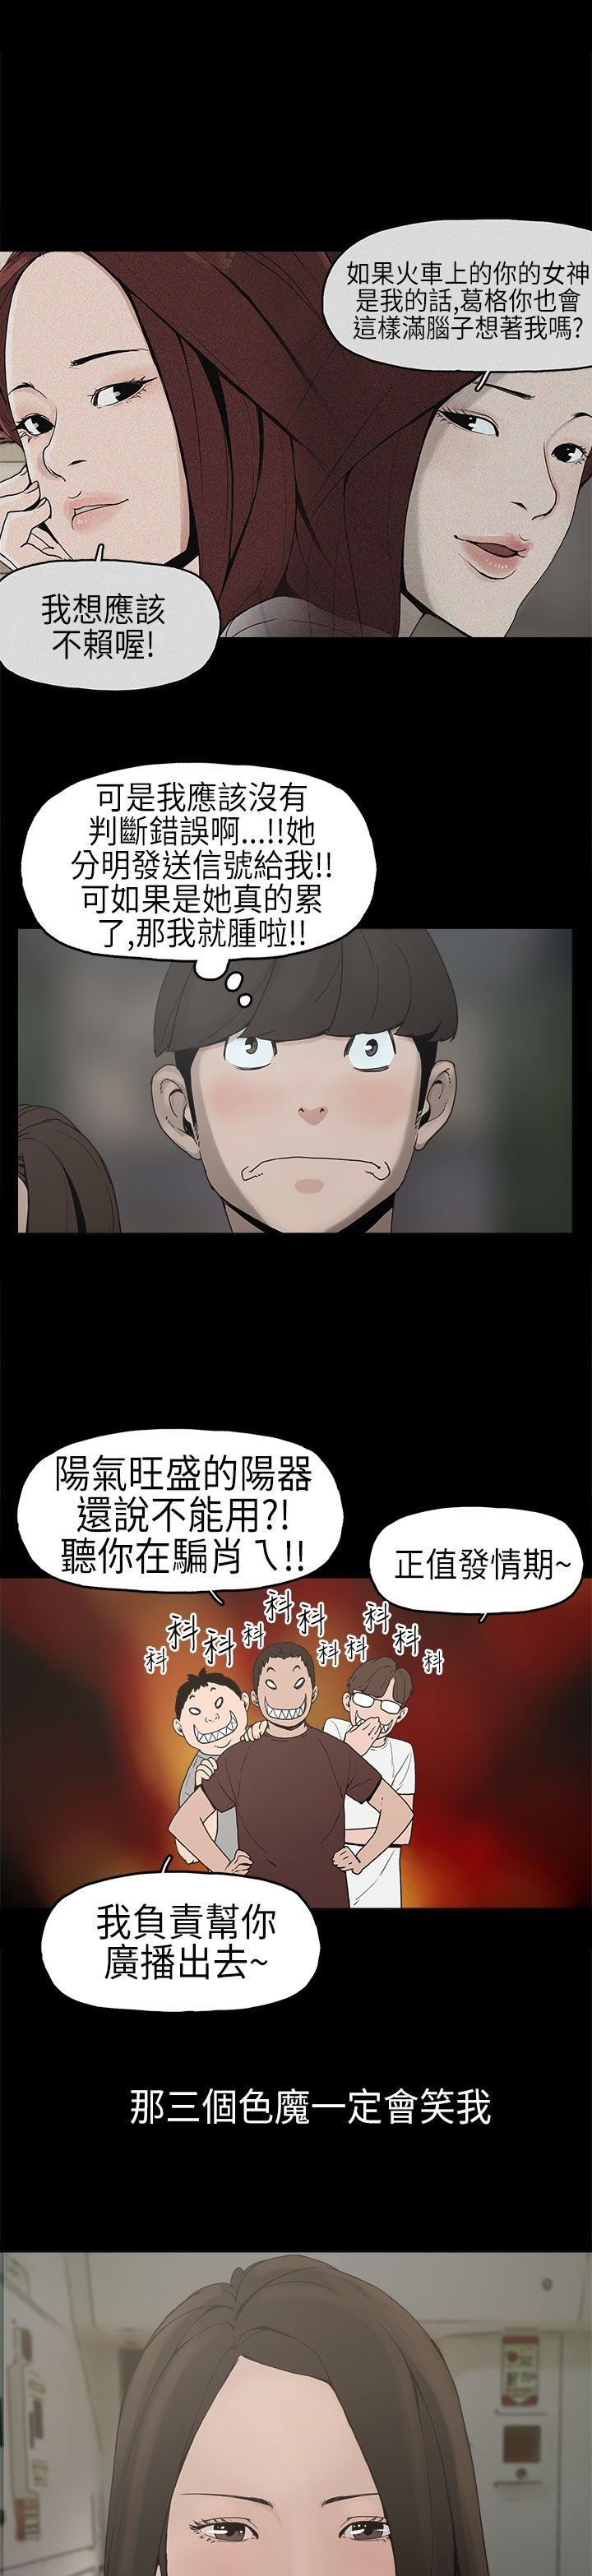 如果火車上的你的女神
是我的話,葛格你也會
這樣滿腦子想著我嗎?
我想應該
不賴喔!
可是我應該沒有
判斷錯誤啊...!!她
分明發送信號給我!!
可如果是她真的累
了,那我就腫啦!!
陽氣旺盛的陽器
還說不能用?!
聽你在騙肖ㄟ!!
正值發情期~
科科科科科科科科科科
我負責幫你
廣播出去~
那三個色魔一定會笑我